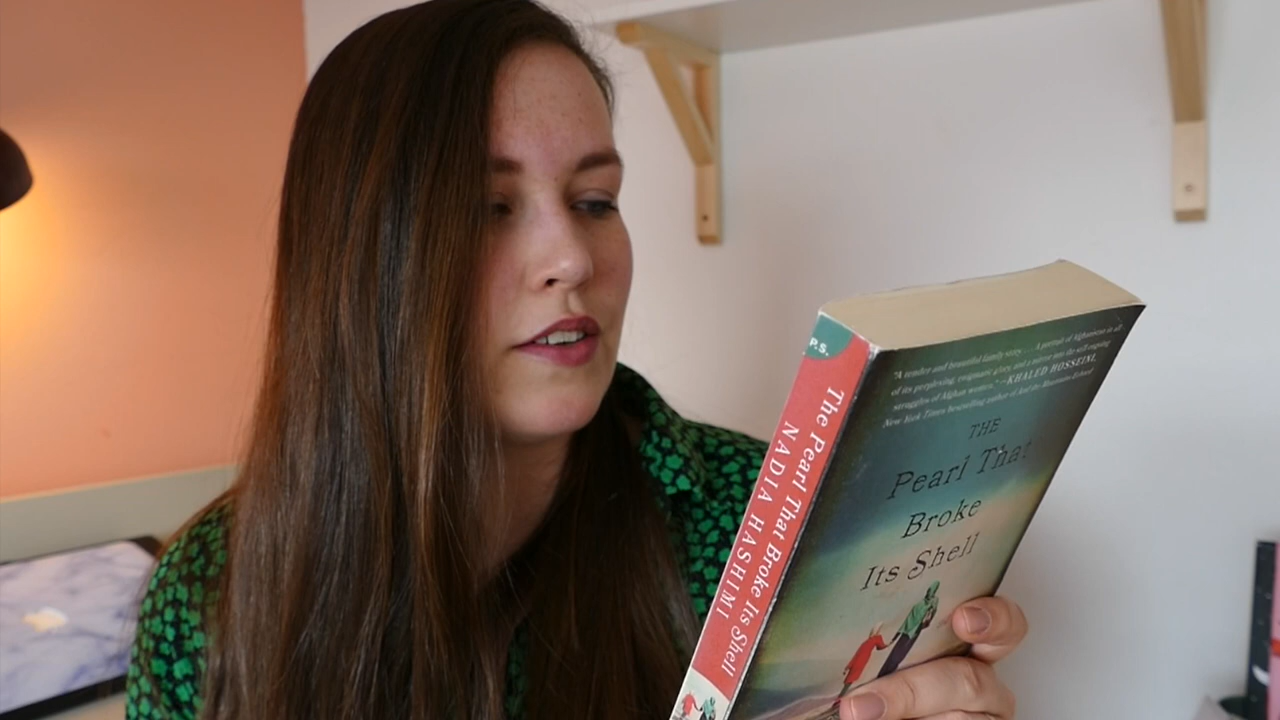 P.S.
The Pearl That Broke Its Shell
NADIA HASHIMI
"A tender and beautiful family story . . . A portrait of Afghanistan in all
of its perplexing, enigmatic glory, and a mirror into the still ongoing
struggles of Afghan women." —KHALED HOSSEINI,
New York Times bestselling author of And the Mountains Echoed
THE
Pearl That
Broke
Its Shell